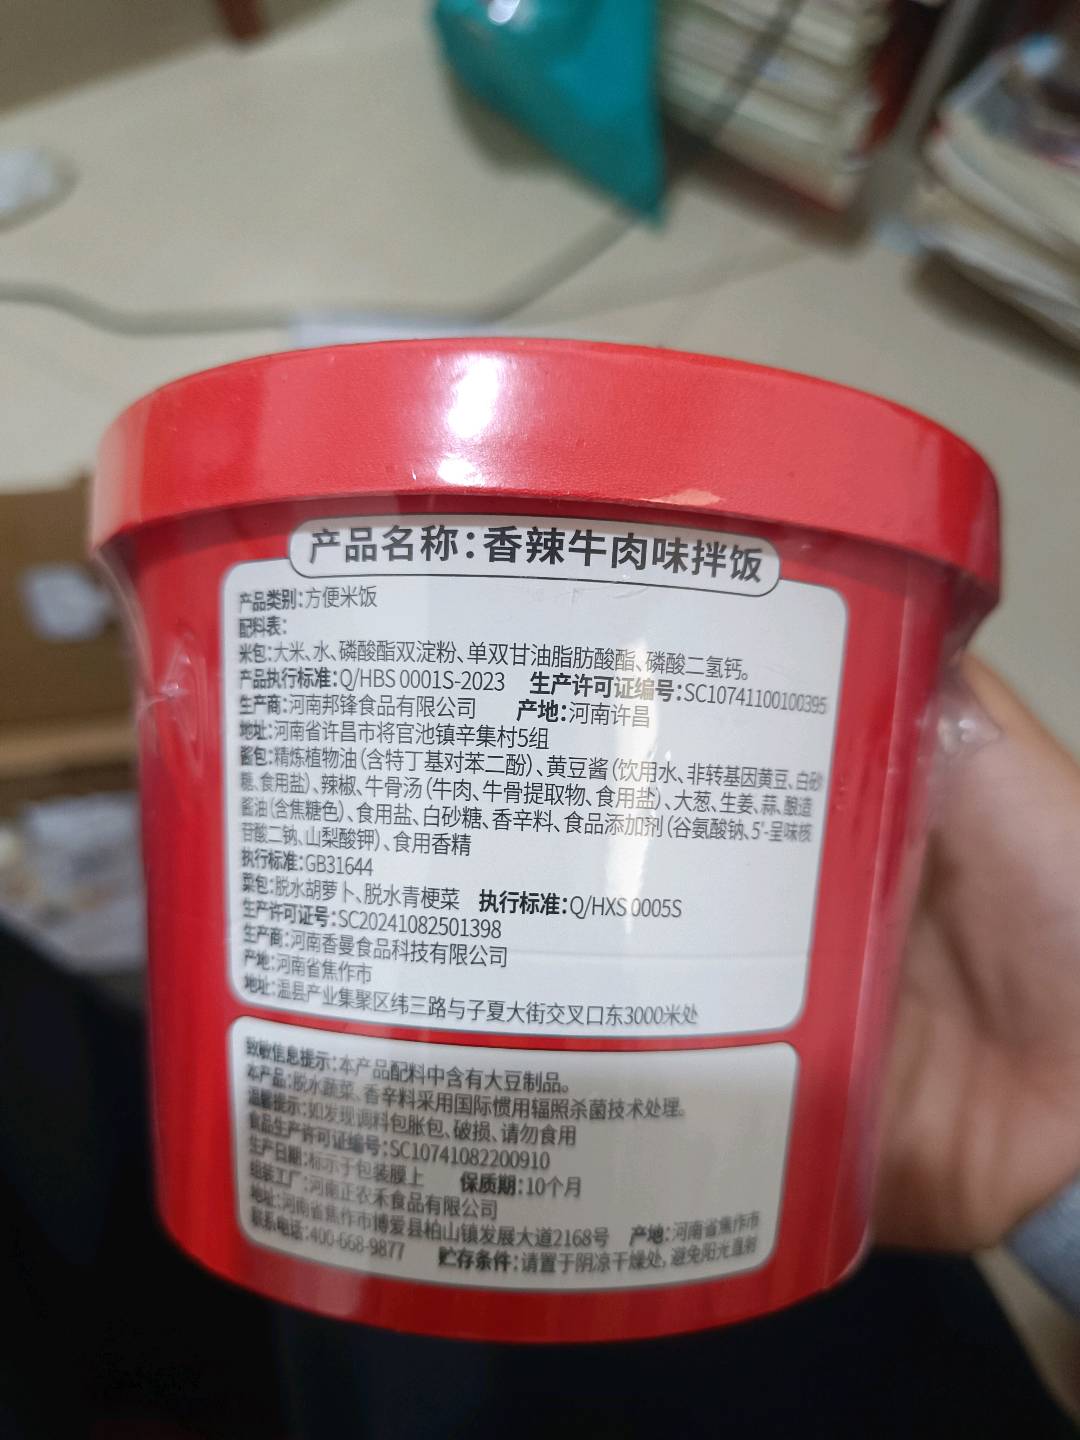 产品名称：香辣牛肉味拌饭
产品类别：方便米饭
配料表：
米包：大米、水、磷酸酯双淀粉、单双甘油脂肪酸酯、磷酸二氢钙。
产品执行标准：Q/HBS 0001S-2023 生产许可证编号：SC10741100100395
生产商：河南邦锋食品有限公司 产地：河南许昌
地址：河南省许昌市将官池镇辛集村5组
酱包：精炼植物油（含特丁基对苯二酚）、黄豆酱（饮用水、非转基因黄豆、白砂
糖、食用盐）、辣椒、牛骨汤（牛肉、牛骨提取物、食用盐）、大葱、生姜、蒜、酿造
酱油（含焦糖色）、食用盐、白砂糖、香辛料、食品添加剂（谷氨酸钠、5'-呈味核
苷酸二钠、山梨酸钾）、食用香精
执行标准：GB31644
菜包：脱水胡萝卜、脱水青梗菜 执行标准：Q/HXS 0005S
生产许可证号：SC20241082501398
生产商：河南香曼食品科技有限公司
产地：河南省焦作市
地址：温县产业集聚区纬三路与子夏大街交叉口东3000米处
致敏信息提示：本产品配料中含有大豆制品。
本产品：脱水蔬菜、香辛料采用国际惯用辐照杀菌技术处理。
温馨提示：如发现调料包胀包、破损、请勿食用
食品生产许可证编号：SC10741082200910
生产日期：标示于包装膜上 保质期：10个月
组装工厂：河南正农禾食品有限公司
地址：河南省焦作市博爱县柏山镇发展大道2168号 产地：河南省焦作市
联系电话：400-668-9877 贮存条件：请置于阴凉干燥处，避免阳光直射